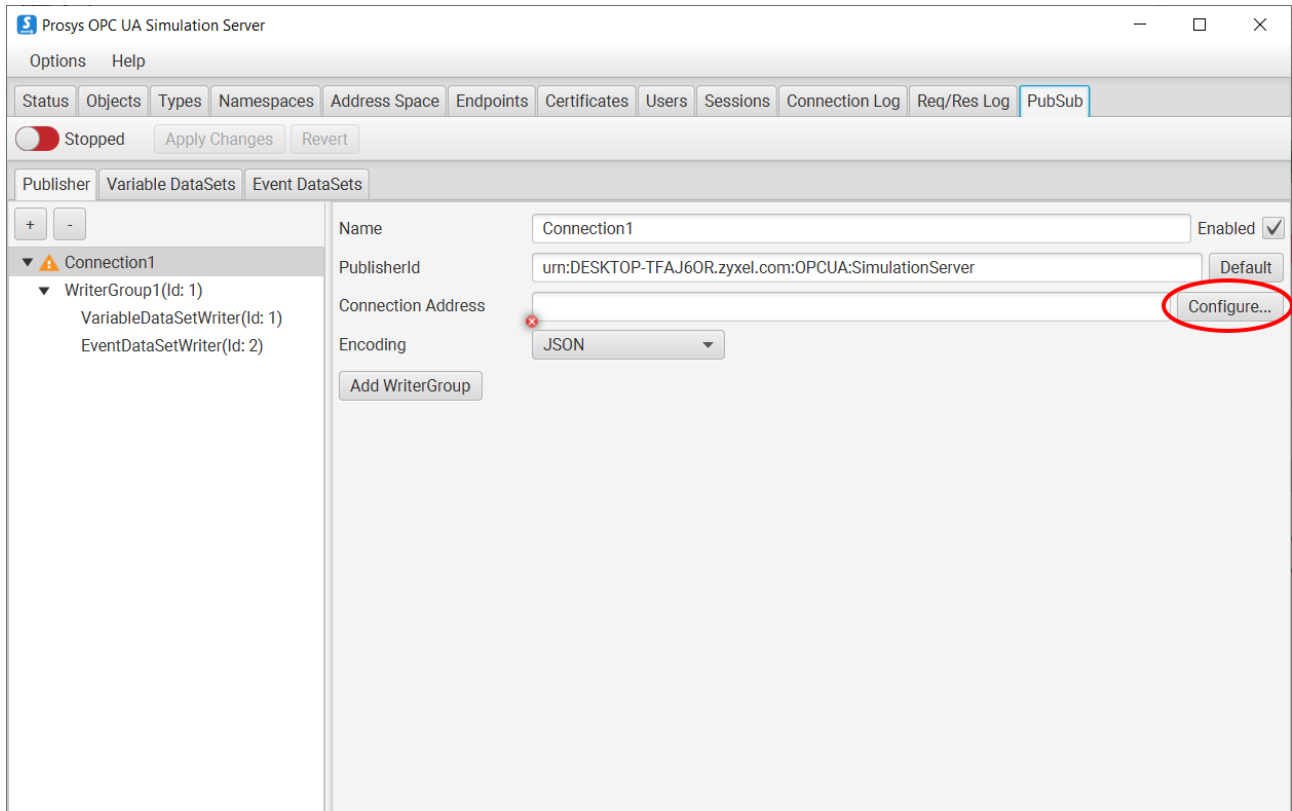 Prosys OPC UA Simulation Server
Options Help
Status Objects Types Namespaces Address Space Endpoints Certificates Users Sessions Connection Log Req/Res Log PubSub
Stopped Apply Changes Revert
Publisher Variable DataSets Event DataSets
+ -
Name Connection1 Enabled
Connection1
PublisherId urn:DESKTOP-TFAJ6OR.zyxel.com:OPCUA:SimulationServer Default
WriterGroup1(Id: 1)
Connection Address Configure...
VariableDataSetWriter(Id: 1)
Encoding JSON
EventDataSetWriter(Id: 2)
Add WriterGroup